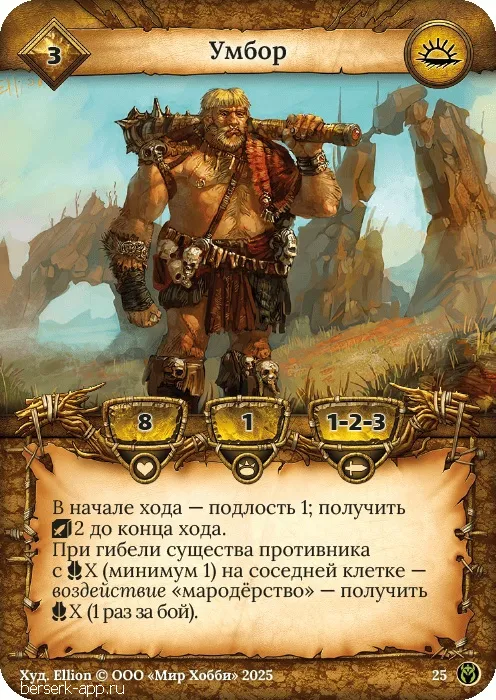 3
Умбор
8
1
1-2-3
В начале хода — подлость 1; получить
2 до конца хода.
При гибели существа противника
с X (минимум 1) на соседней клетке —
воздействие «мародёрство» — получить
X (1 раз за бой).
Худ. Ellion © ООО «Мир Хобби» 2025
25
berserk-app.ru